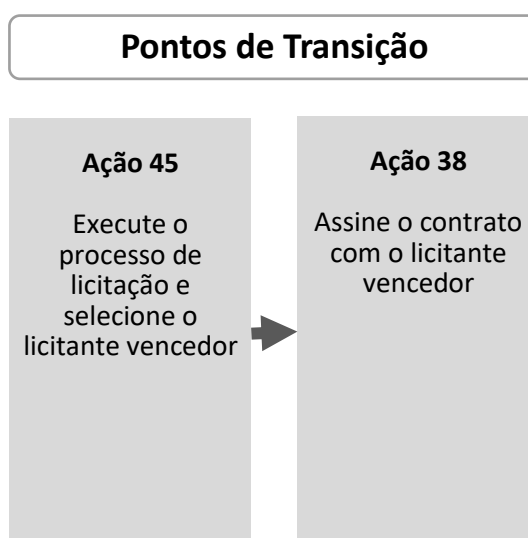 Pontos de Transição
Ação 45
Execute o
processo de
licitação e
selecione o
licitante vencedor
Ação 38
Assine o contrato
com o licitante
vencedor